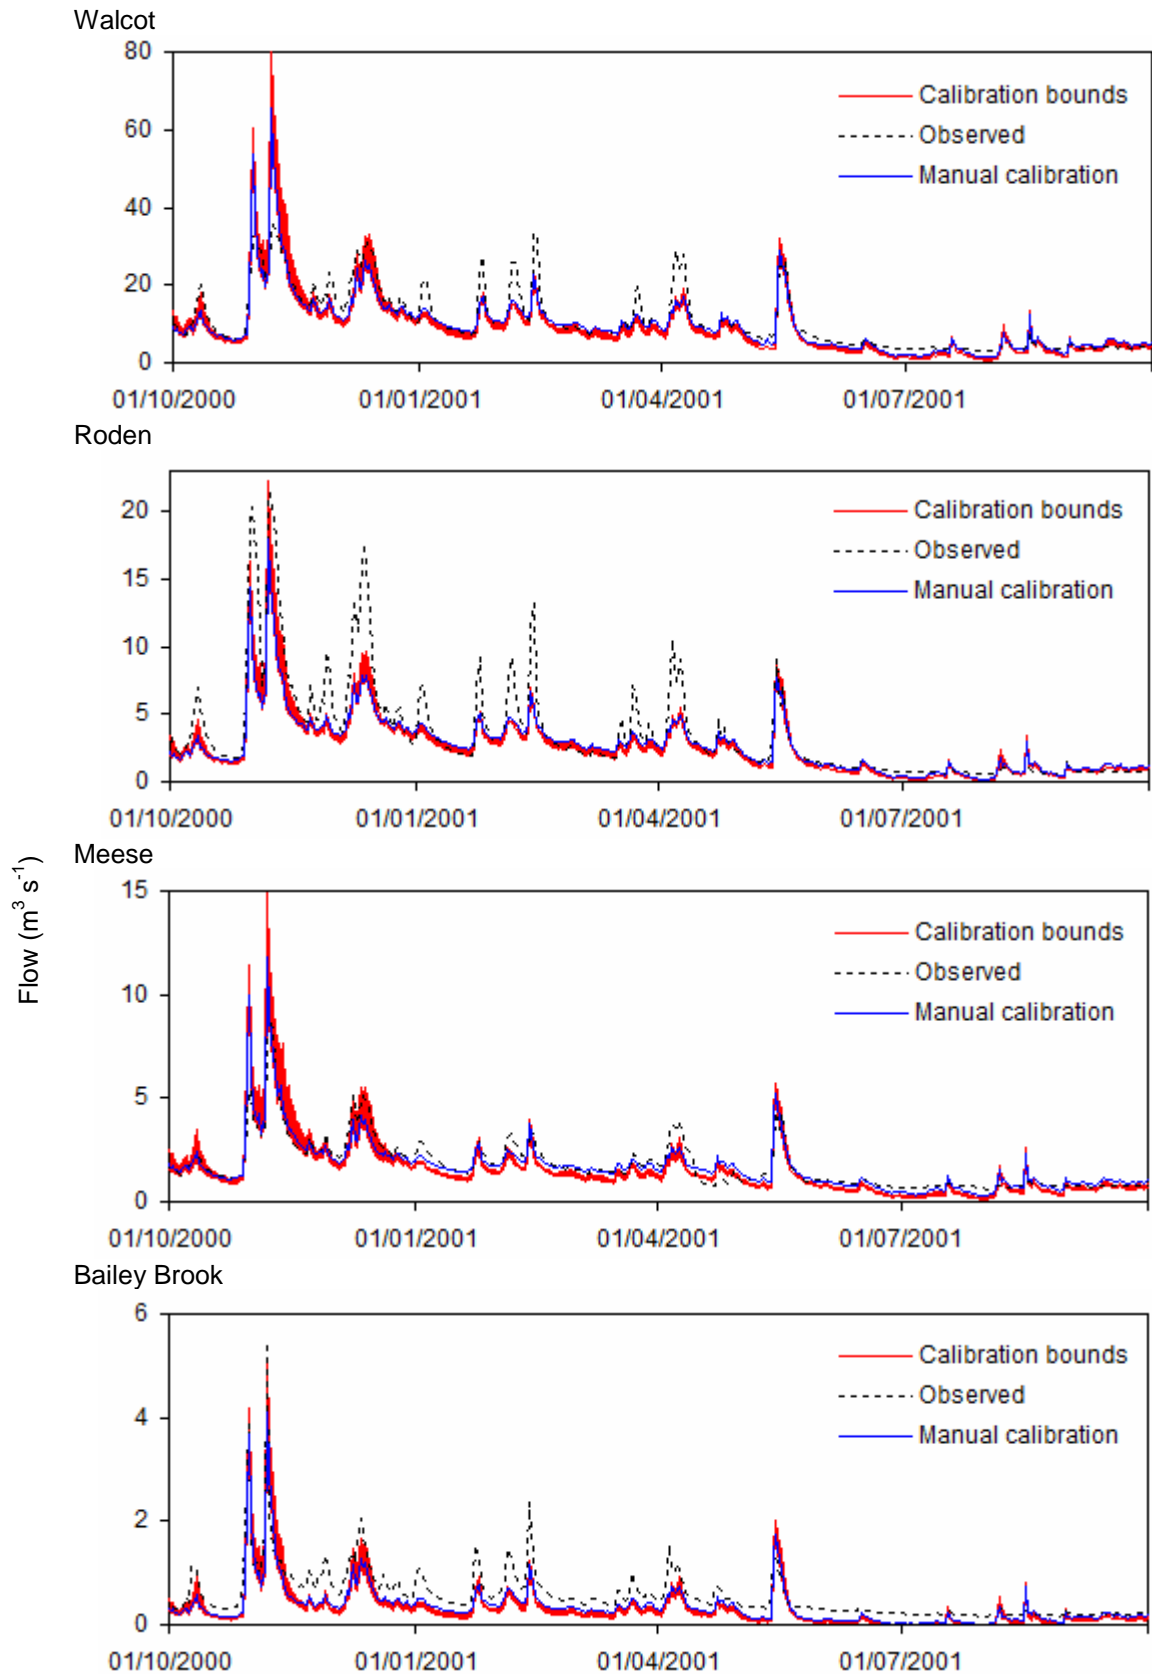 Walcot
80
60
40
20
0
Calibration bounds
Observed
Manual calibration
01/10/2000 01/01/2001 01/04/2001 01/07/2001
Roden
20
15
10
5
0
Calibration bounds
Observed
Manual calibration
01/10/2000 01/01/2001 01/04/2001 01/07/2001
Flow (m³ s⁻¹)
Meese
15
10
5
0
Calibration bounds
Observed
Manual calibration
01/10/2000 01/01/2001 01/04/2001 01/07/2001
Bailey Brook
6
4
2
0
Calibration bounds
Observed
Manual calibration
01/10/2000 01/01/2001 01/04/2001 01/07/2001